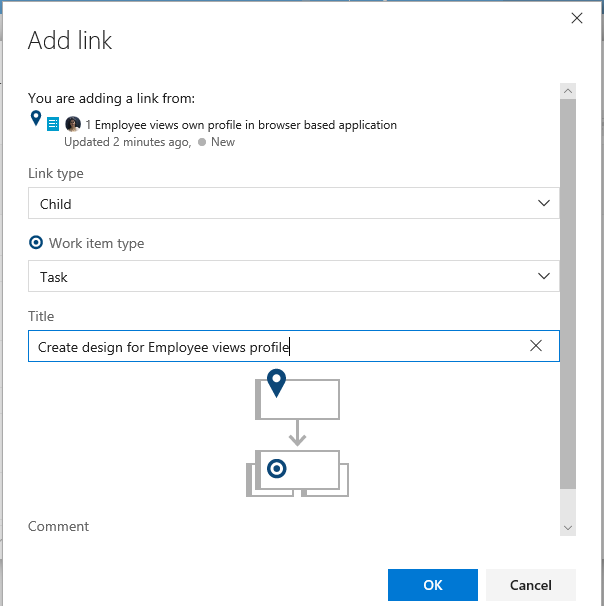 Add link
You are adding a link from:
1 Employee views own profile in browser based application
Updated 2 minutes ago, New
Link type
Child
Work item type
Task
Title
Create design for Employee views profile
Comment
OK
Cancel